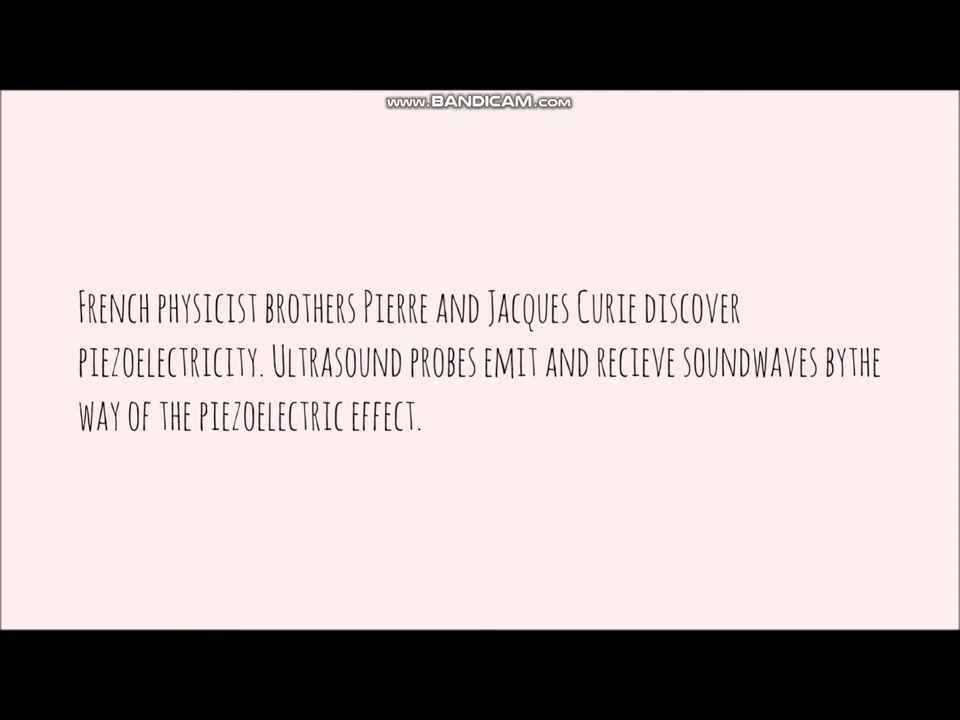 www.BANDICAM.com
French physicist brothers Pierre and Jacques Curie discover
piezoelectricity. Ultrasound probes emit and recieve soundwaves bythe
way of the piezoelectric effect.